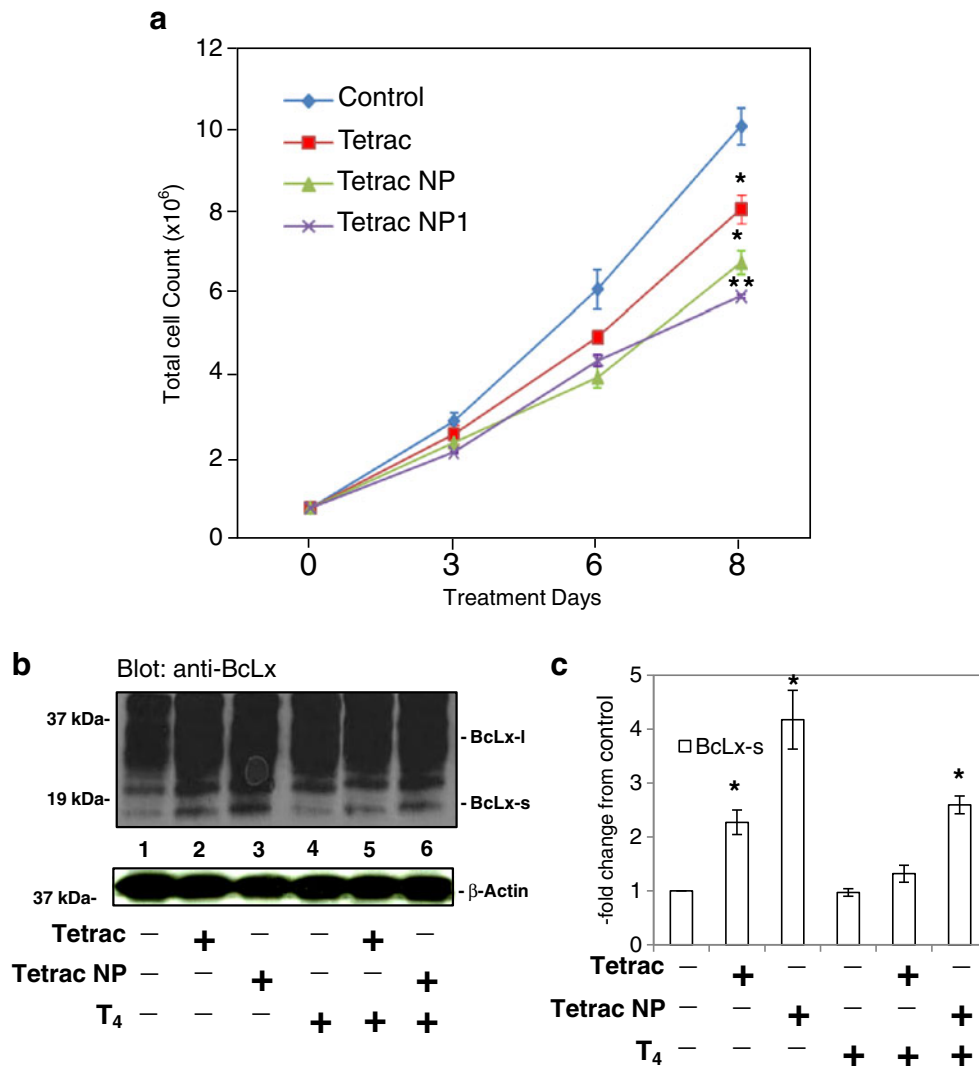 a
12
10
8
6
4
2
0
Total cell Count (x10⁶)
Control
Tetrac
Tetrac NP
Tetrac NP1
*
*
**
0 3 6 8
Treatment Days
b
Blot: anti-BcLx
37 kDa-
19 kDa-
- BcLx-l
- BcLx-s
1 2 3 4 5 6
37 kDa-
- β-Actin
Tetrac – + – – + –
Tetrac NP – – + – – +
T₄ – – – + + +
c
5
4
3
2
1
0
-fold change from control
BcLx-s
*
*
*
Tetrac – + – – + –
Tetrac NP – – + – – +
T₄ – – – + + +